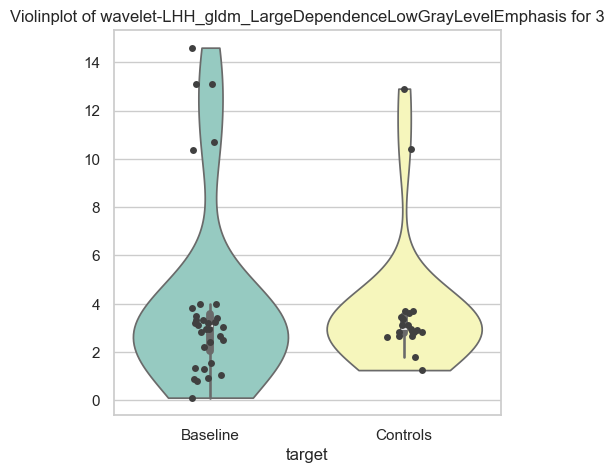 Violinplot of wavelet-LHH_gldm_LargeDependenceLowGrayLevelEmphasis for 3
14
12
10
8
6
4
2
0
Baseline Controls
target